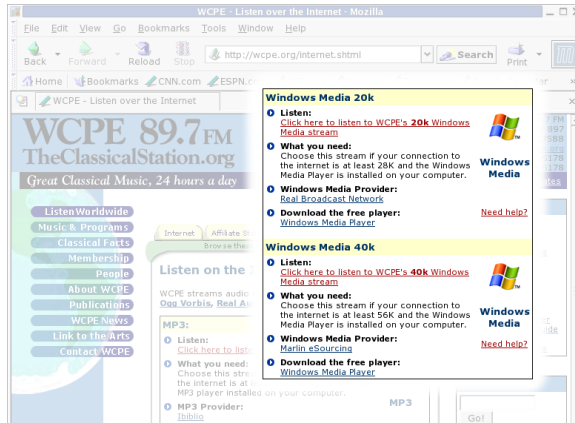 WCPE - Listen over the Internet - Mozilla
File Edit View Go Bookmarks Tools Window Help
Back Forward Reload Stop http://wcpe.org/internet.shtml Search Print
Home Bookmarks CNN.com ESPN.c
WCPE - Listen over the Internet
WCPE 89.7 FM
TheClassicalStation.org
Great Classical Music, 24 hours a day
Listen Worldwide
Music & Programs
Classical Facts
Membership
People
About WCPE
Publications
WCPE News
Link to the Arts
Contact WCPE
Internet Affiliate
Browse the
Listen on the
WCPE streams audio
Ogg Vorbis, Real Au
MP3:
Listen:
Click here to list
What you need:
Choose this stre
the internet is at
MP3 player installed on your computer.
MP3 Provider:
Ibiblio
MP3
Go!
Windows Media 20k
Listen:
Click here to listen to WCPE's 20k Windows
Media stream
What you need:
Choose this stream if your connection to
the internet is at least 28K and the Windows
Media Player is installed on your computer.
Windows Media Provider:
Real Broadcast Network
Download the free player:
Windows Media Player
Windows
Media
Need help?
Windows Media 40k
Listen:
Click here to listen to WCPE's 40k Windows
Media stream
What you need:
Choose this stream if your connection to
the internet is at least 56K and the Windows
Media Player is installed on your computer.
Windows Media Provider:
Marlin eSourcing
Download the free player:
Windows Media Player
Windows
Media
Need help?